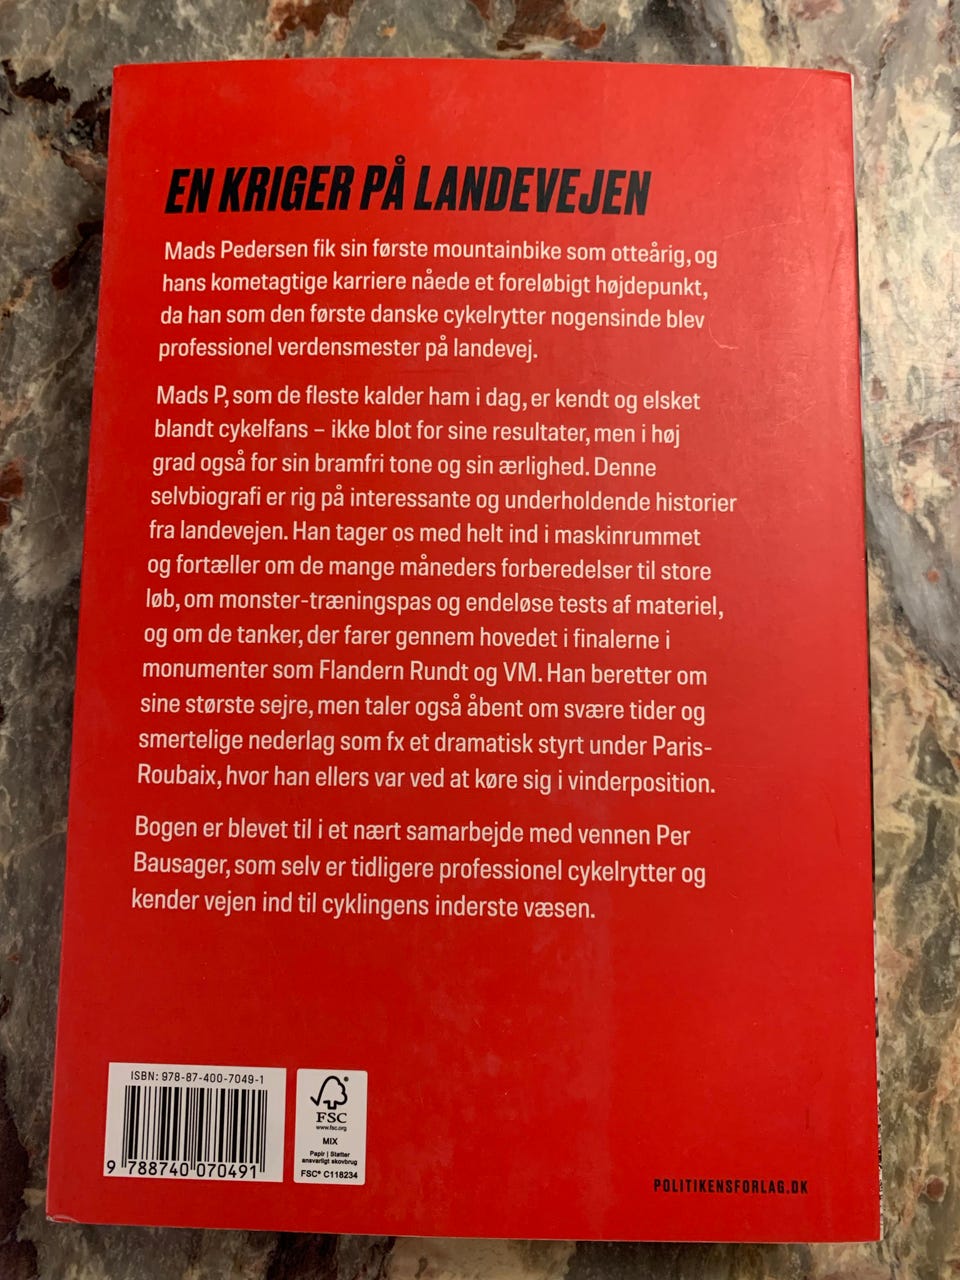 EN KRIGER PÅ LANDEVEJEN
Mads Pedersen fik sin første mountainbike som otteårig, og
hans kometagtige karriere nåede et foreløbigt højdepunkt,
da han som den første danske cykelrytter nogensinde blev
professionel verdensmester på landevej.
Mads P, som de fleste kalder ham i dag, er kendt og elsket
blandt cykelfans – ikke blot for sine resultater, men i høj
grad også for sin bramfri tone og sin ærlighed. Denne
selvbiografi er rig på interessante og underholdende historier
fra landevejen. Han tager os med helt ind i maskinrummet
og fortæller om de mange måneders forberedelser til store
løb, om monster-træningspas og endeløse tests af materiel,
og om de tanker, der farer gennem hovedet i finalerne i
monumenter som Flandern Rundt og VM. Han beretter om
sine største sejre, men taler også åbent om svære tider og
smertelige nederlag som fx et dramatisk styrt under Paris-
Roubaix, hvor han ellers var ved at køre sig i vinderposition.
Bogen er blevet til i et nært samarbejde med vennen Per
Bausager, som selv er tidligere professionel cykelrytter og
kender vejen ind til cyklingens inderste væsen.
ISBN: 978-87-400-7049-1
9 788740 070491
FSC
www.fsc.org
MIX
Papir | Støtter
ansvarligt skovbrug
FSC® C118234
POLITIKENSFORLAG.DK